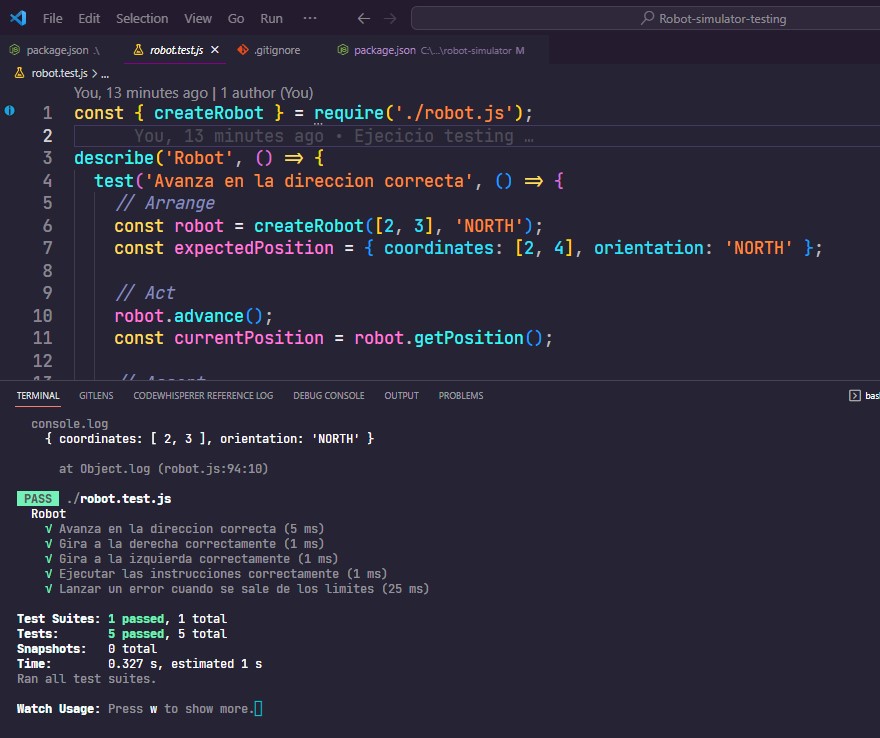 File Edit Selection View Go Run ··· ← → Robot-simulator-testing
package.json .\ robot.test.js × .gitignore package.json C:\...\robot-simulator M
robot.test.js > ...
You, 13 minutes ago | 1 author (You)
1 const { createRobot } = require('./robot.js');
2 You, 13 minutes ago • Ejecicio testing …
3 describe('Robot', () => {
4 test('Avanza en la direccion correcta', () => {
5 // Arrange
6 const robot = createRobot([2, 3], 'NORTH');
7 const expectedPosition = { coordinates: [2, 4], orientation: 'NORTH' };
8
9 // Act
10 robot.advance();
11 const currentPosition = robot.getPosition();
12
13 // Assert
TERMINAL GITLENS CODEWHISPERER REFERENCE LOG DEBUG CONSOLE OUTPUT PROBLEMS bas
console.log
{ coordinates: [ 2, 3 ], orientation: 'NORTH' }
at Object.log (robot.js:94:10)
PASS ./robot.test.js
Robot
√ Avanza en la direccion correcta (5 ms)
√ Gira a la derecha correctamente (1 ms)
√ Gira a la izquierda correctamente (1 ms)
√ Ejecutar las instrucciones correctamente (1 ms)
√ Lanzar un error cuando se sale de los limites (25 ms)
Test Suites: 1 passed, 1 total
Tests: 5 passed, 5 total
Snapshots: 0 total
Time: 0.327 s, estimated 1 s
Ran all test suites.
Watch Usage: Press w to show more.